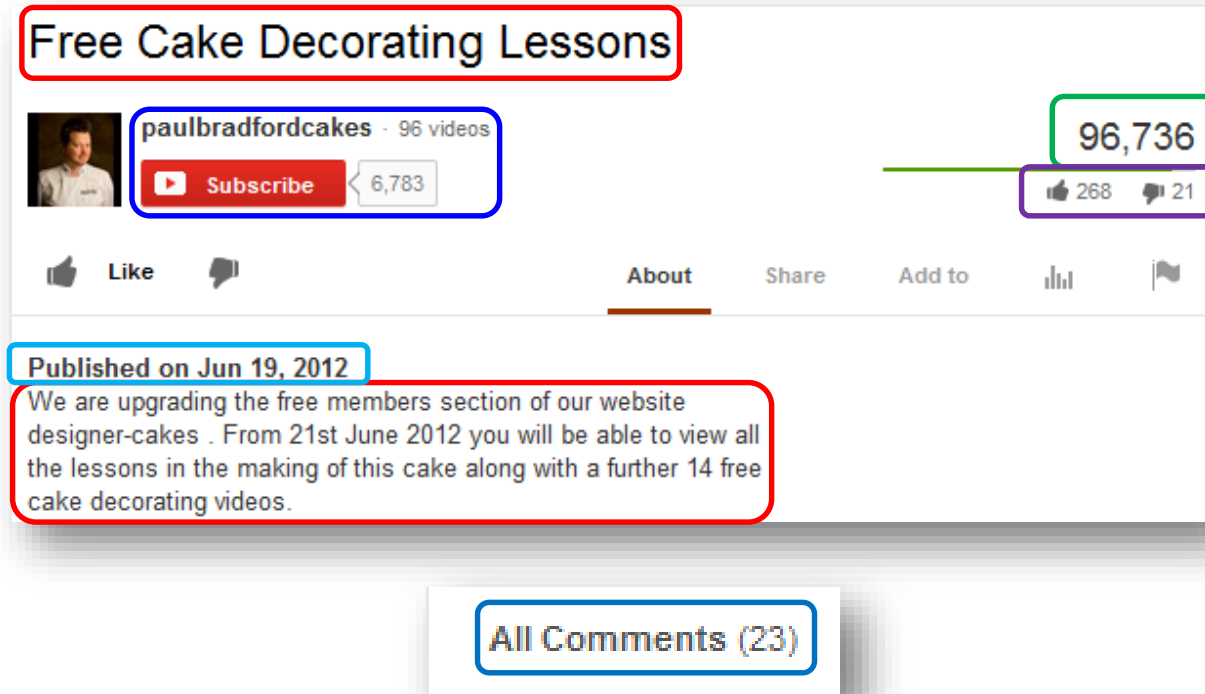 Free Cake Decorating Lessons
paulbradfordcakes · 96 videos
Subscribe 6,783
96,736
268 21
Like
About Share Add to
Published on Jun 19, 2012
We are upgrading the free members section of our website
designer-cakes . From 21st June 2012 you will be able to view all
the lessons in the making of this cake along with a further 14 free
cake decorating videos.
All Comments (23)